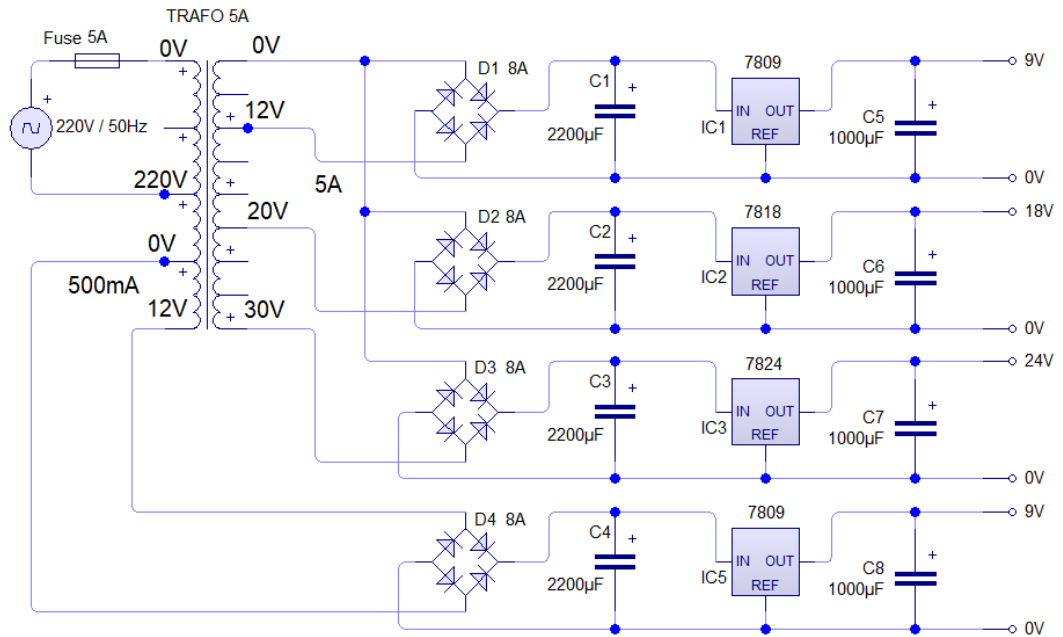 TRAFO 5A
Fuse 5A
0V
0V
220V / 50Hz
12V
5A
220V
20V
0V
500mA
12V
30V
D1 8A
C1
2200µF
7809
IN OUT
REF
IC1
C5
1000µF
9V
0V
D2 8A
C2
2200µF
7818
IN OUT
REF
IC2
C6
1000µF
18V
0V
D3 8A
C3
2200µF
7824
IN OUT
REF
IC3
C7
1000µF
24V
0V
D4 8A
C4
2200µF
7809
IN OUT
REF
IC5
C8
1000µF
9V
0V